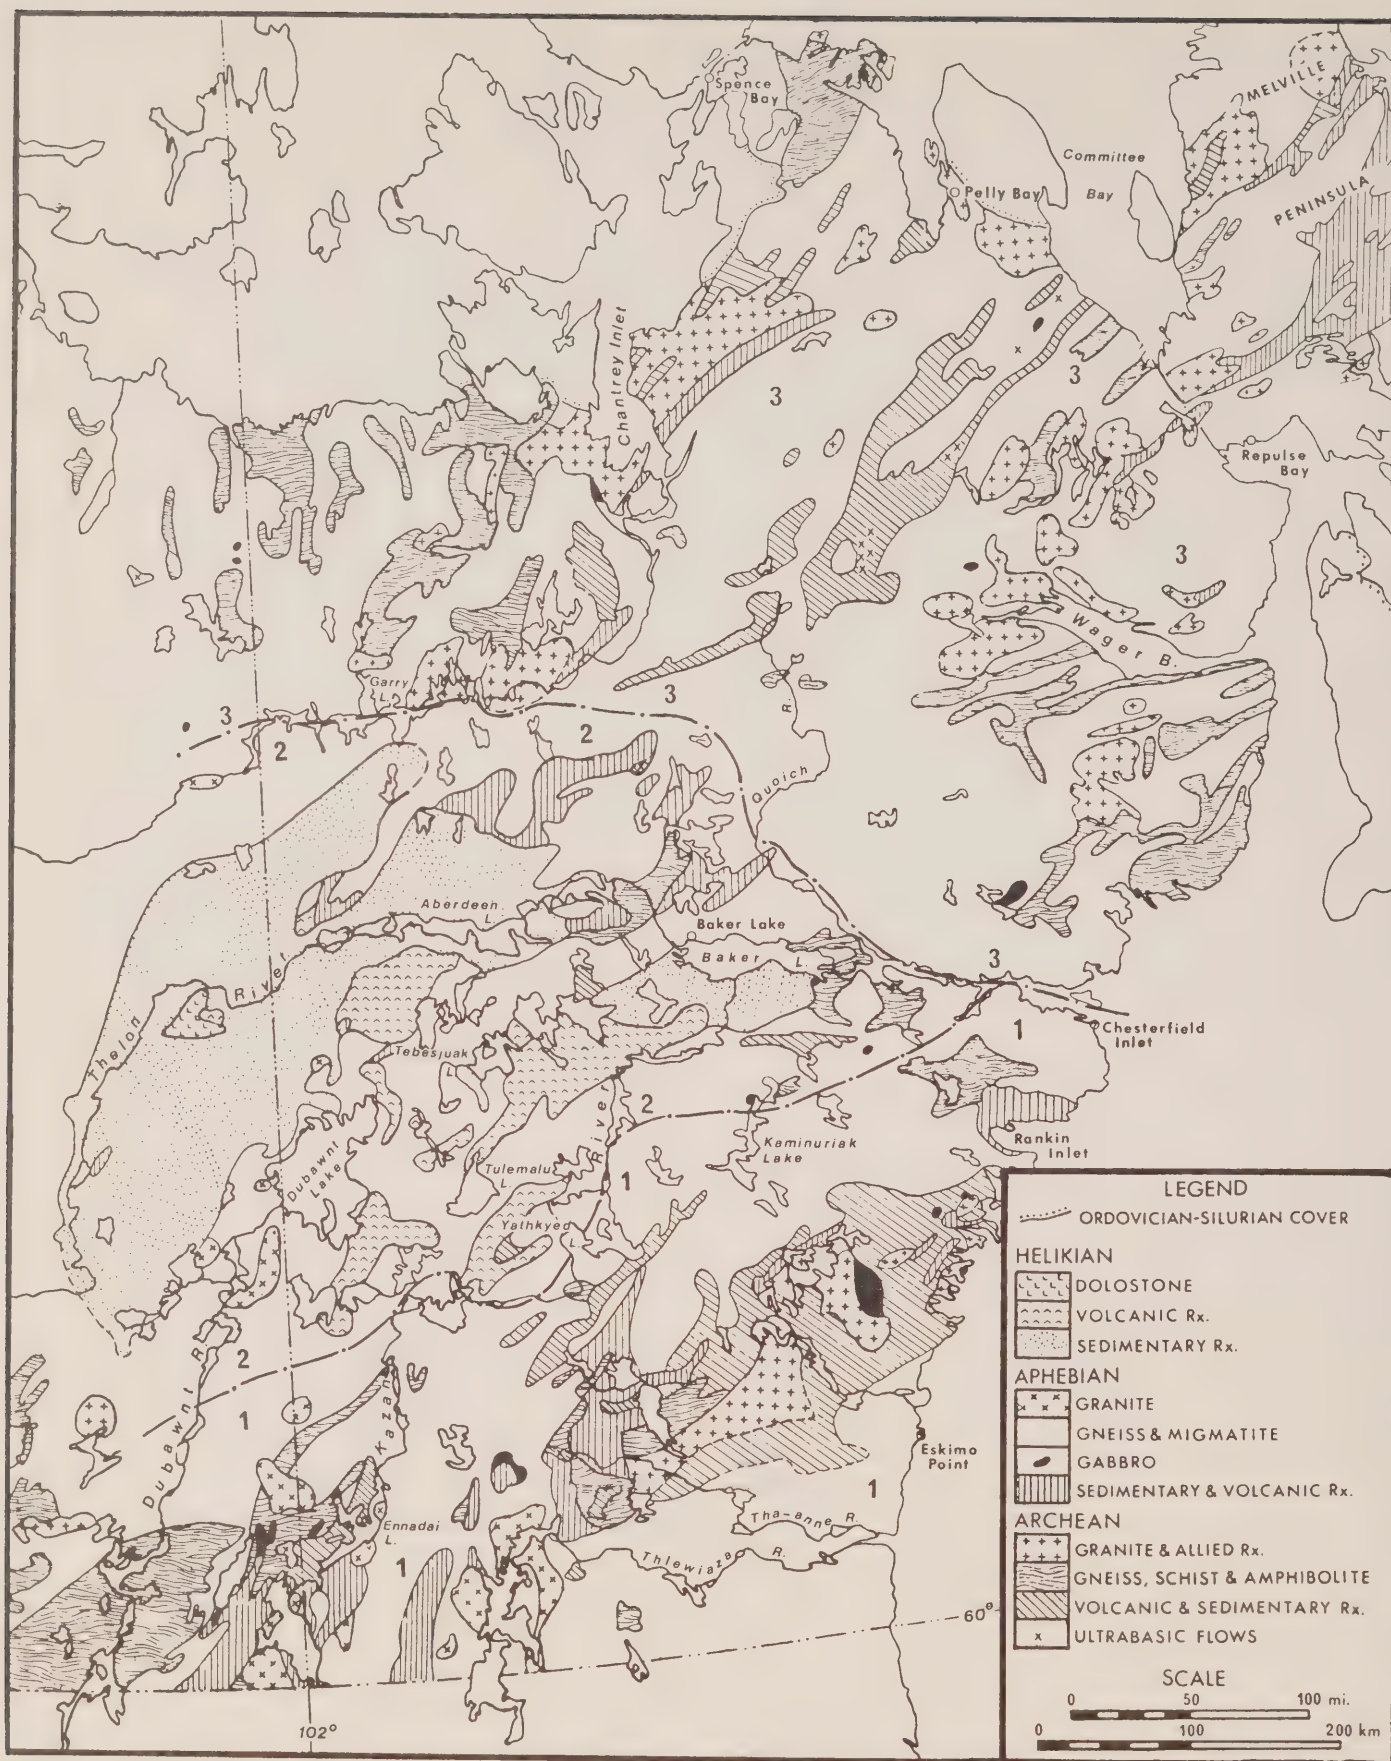 Spence
Bay
MELVILLE
Committee
Bay
Pelly Bay
PENINSULA
Chantrey Inlet
3
3
Repulse
Bay
3
Wager B.
Garry
L.
3
3
R.
2
2
Quoich
Aberdeen
L.
Baker Lake
Baker L.
3
Thelon River
1
Chesterfield
Inlet
Tebesjuak
L.
2
River
Kaminuriak
Lake
Rankin
Inlet
Dubawnt
Lake
Tulemalu
L.
1
Yathkyed
L.
2
1
Dubawnt R.
Kazan
Eskimo
Point
1
Ennadai
L.
Tha-anne R.
1
Thlewiaza R.
60°
102°
LEGEND
ORDOVICIAN-SILURIAN COVER
HELIKIAN
DOLOSTONE
VOLCANIC Rx.
SEDIMENTARY Rx.
APHEBIAN
GRANITE
GNEISS & MIGMATITE
GABBRO
SEDIMENTARY & VOLCANIC Rx.
ARCHEAN
GRANITE & ALLIED Rx.
GNEISS, SCHIST & AMPHIBOLITE
VOLCANIC & SEDIMENTARY Rx.
x ULTRABASIC FLOWS
SCALE
0 50 100 mi.
0 100 200 km